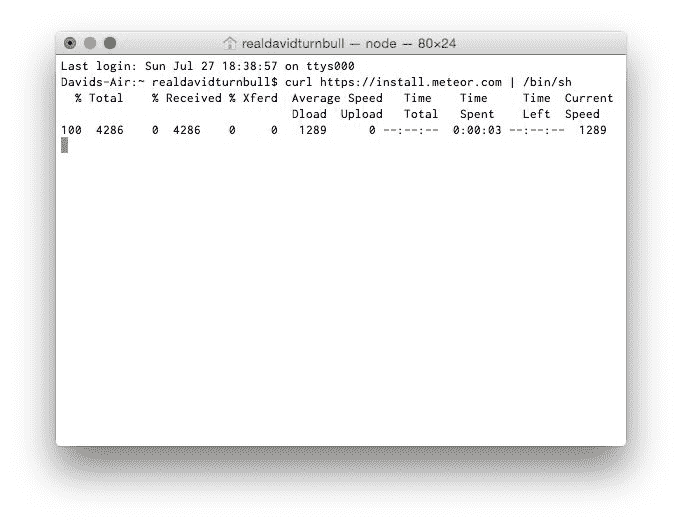 realdavidturnbull — node — 80×24
Last login: Sun Jul 27 18:38:57 on ttys000
Davids-Air:~ realdavidturnbull$ curl https://install.meteor.com | /bin/sh
  % Total    % Received % Xferd  Average Speed   Time    Time     Time  Current
                                 Dload  Upload   Total   Spent    Left  Speed
100  4286    0  4286    0     0   1289      0 --:--:--  0:00:03 --:--:--  1289